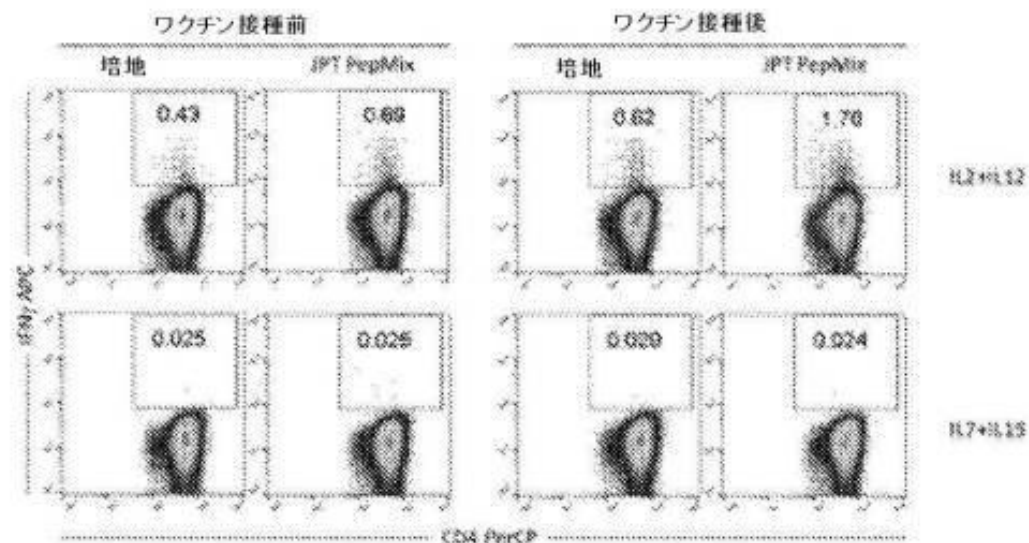 ワクチン接種前 ワクチン接種後
培地 JPT PepMix 培地 JPT PepMix
0.43 0.69 0.62 1.76
IL2+IL12
IFNγ APC
0.025 0.026 0.020 0.024
IL7+IL15
CD4 PerCP